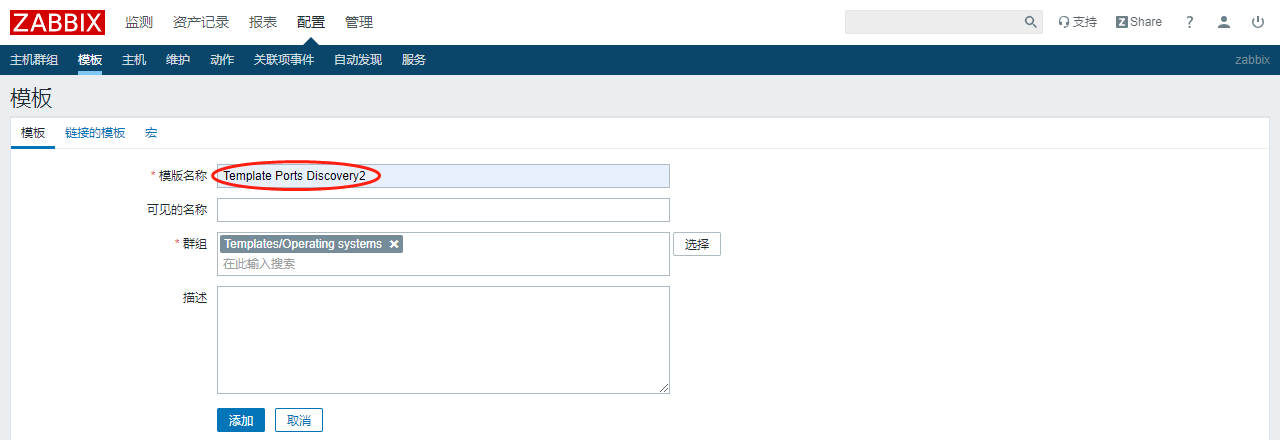 ZABBIX 监测 资产记录 报表 配置 管理 支持 Z Share ?
主机群组 模板 主机 维护 动作 关联项事件 自动发现 服务 zabbix
模板
模板 链接的模板 宏
* 模版名称 Template Ports Discovery2
可见的名称
* 群组 Templates/Operating systems 选择
在此输入搜索
描述
添加 取消